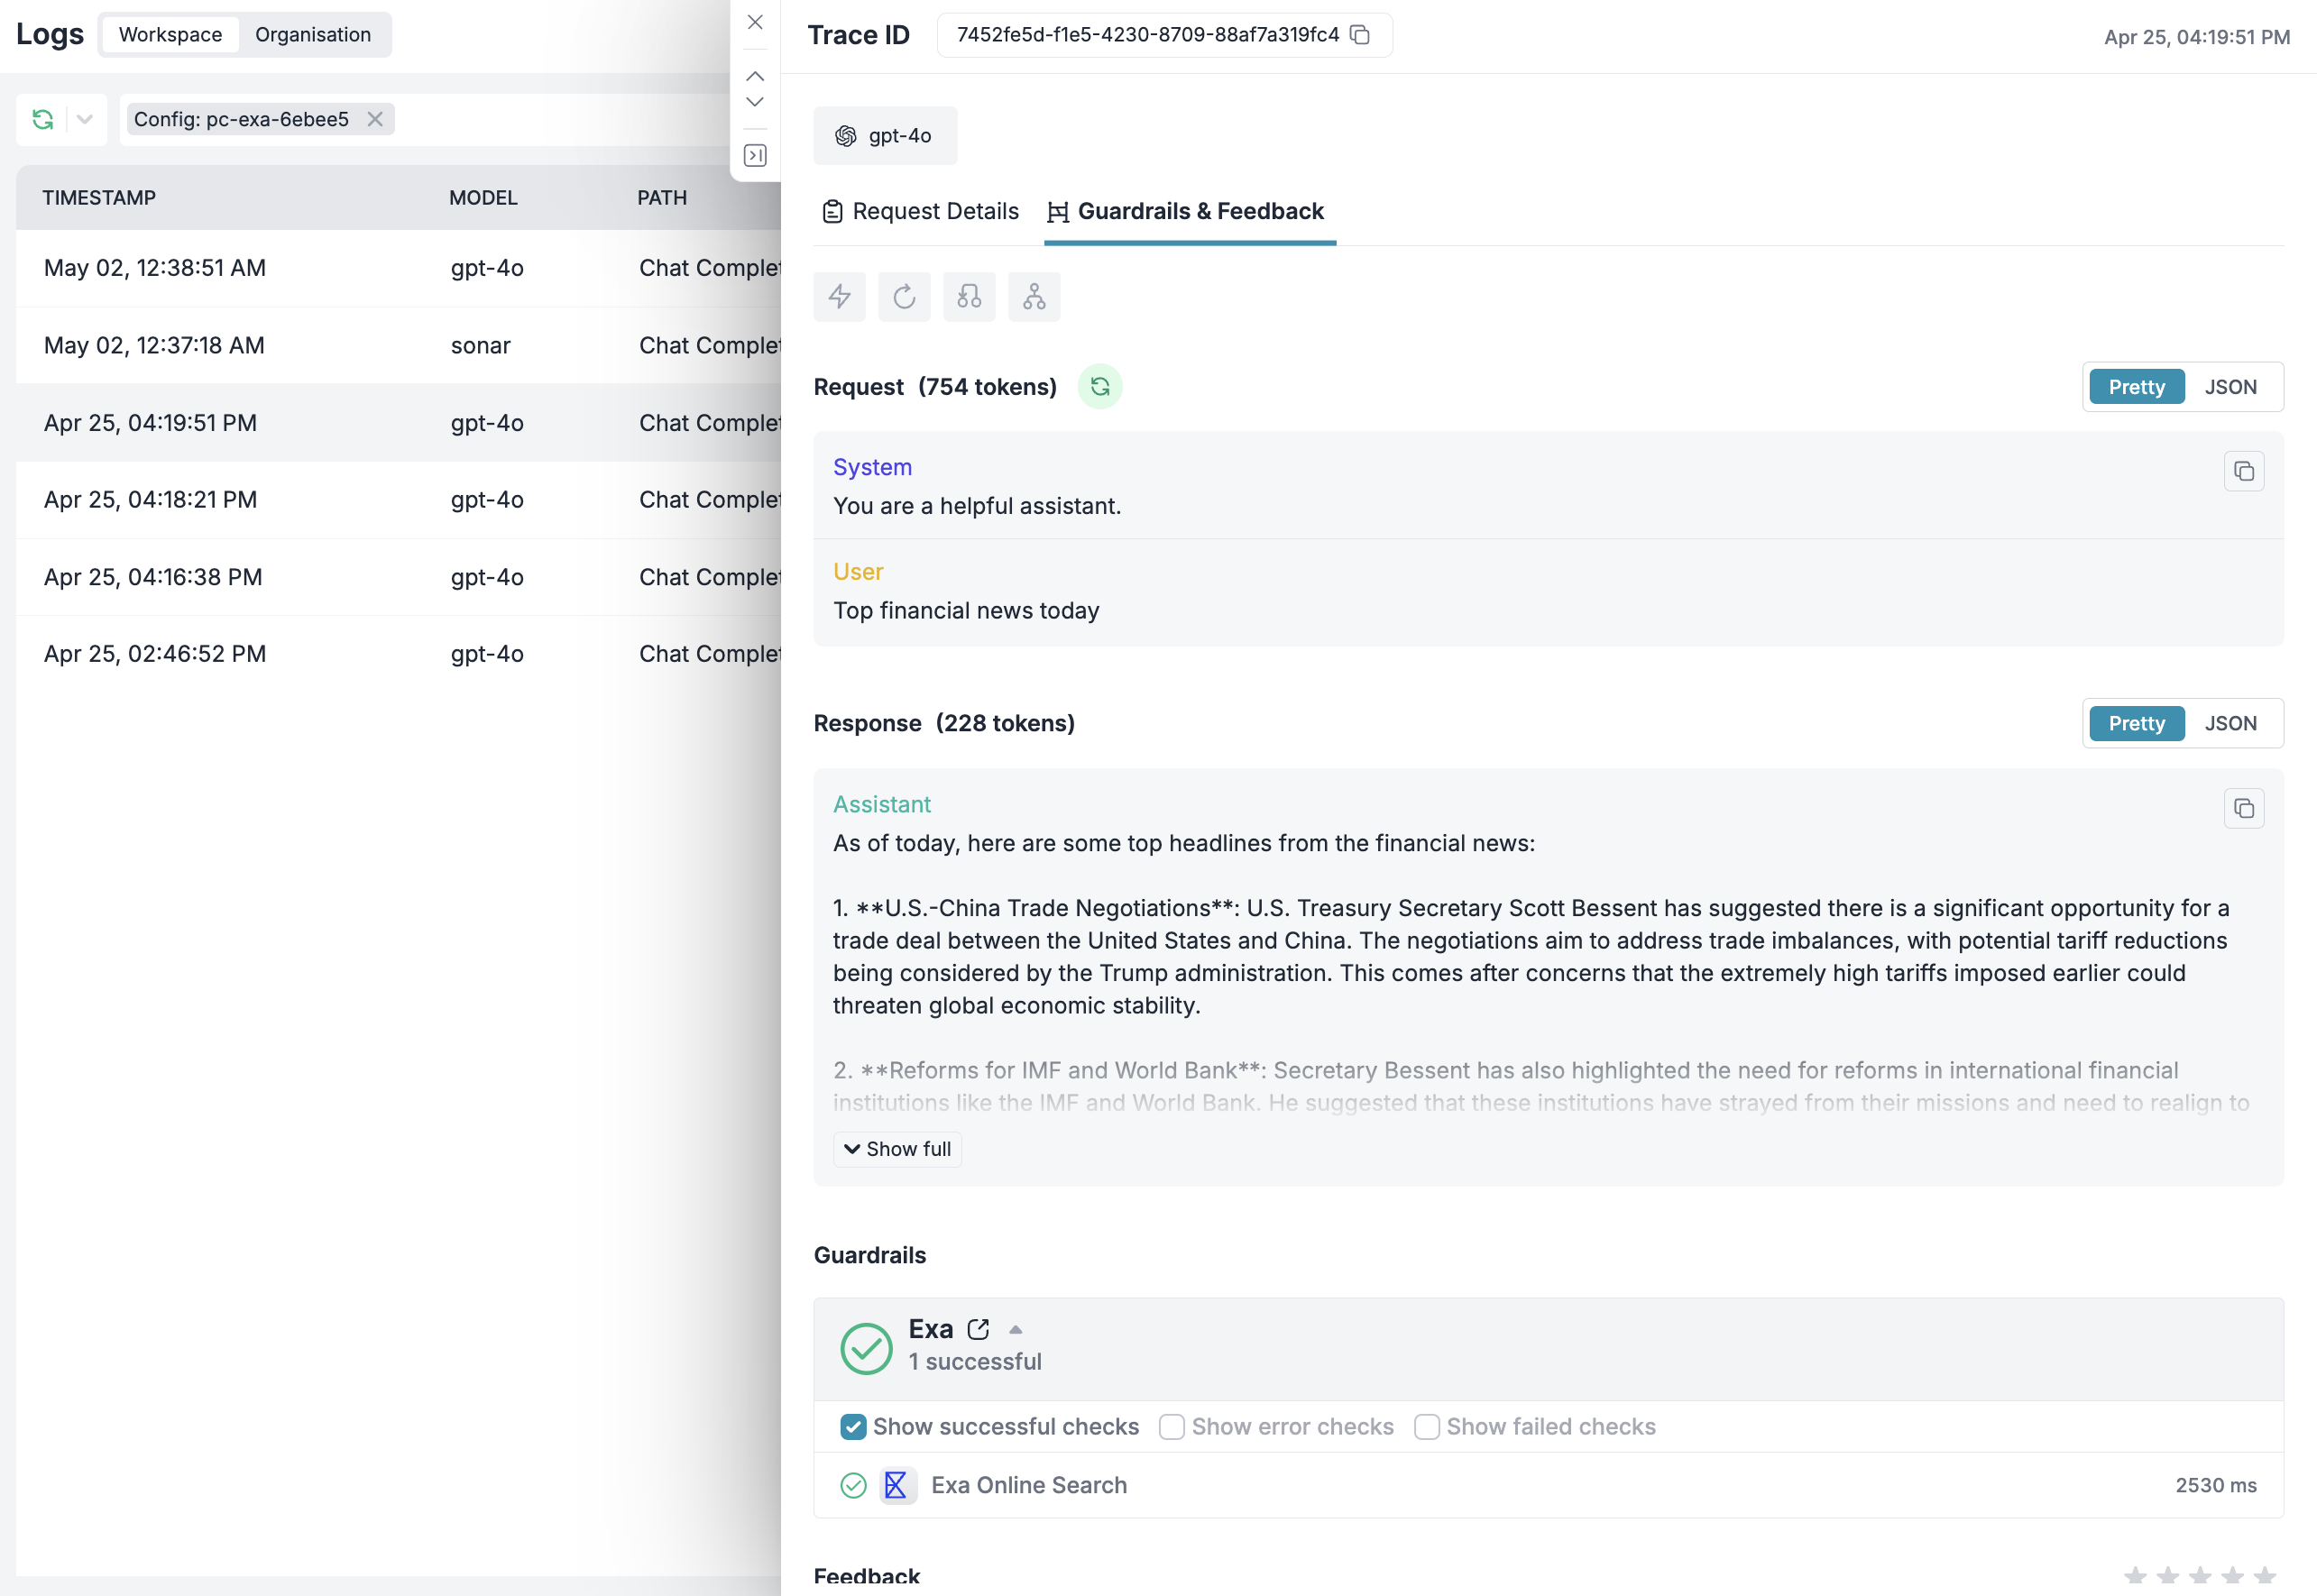 Logs
Workspace
Organisation
Config: pc-exa-6ebee5
TIMESTAMP MODEL PATH
May 02, 12:38:51 AM gpt-4o Chat Complet
May 02, 12:37:18 AM sonar Chat Complet
Apr 25, 04:19:51 PM gpt-4o Chat Complet
Apr 25, 04:18:21 PM gpt-4o Chat Complet
Apr 25, 04:16:38 PM gpt-4o Chat Complet
Apr 25, 02:46:52 PM gpt-4o Chat Complet
Trace ID 7452fe5d-f1e5-4230-8709-88af7a319fc4
Apr 25, 04:19:51 PM
gpt-4o
Request Details
Guardrails & Feedback
Request (754 tokens)
Pretty JSON
System
You are a helpful assistant.
User
Top financial news today
Response (228 tokens)
Pretty JSON
Assistant
As of today, here are some top headlines from the financial news:
1. **U.S.-China Trade Negotiations**: U.S. Treasury Secretary Scott Bessent has suggested there is a significant opportunity for a
trade deal between the United States and China. The negotiations aim to address trade imbalances, with potential tariff reductions
being considered by the Trump administration. This comes after concerns that the extremely high tariffs imposed earlier could
threaten global economic stability.
2. **Reforms for IMF and World Bank**: Secretary Bessent has also highlighted the need for reforms in international financial
institutions like the IMF and World Bank. He suggested that these institutions have strayed from their missions and need to realign to
Show full
Guardrails
Exa
1 successful
Show successful checks Show error checks Show failed checks
Exa Online Search 2530 ms
Feedback